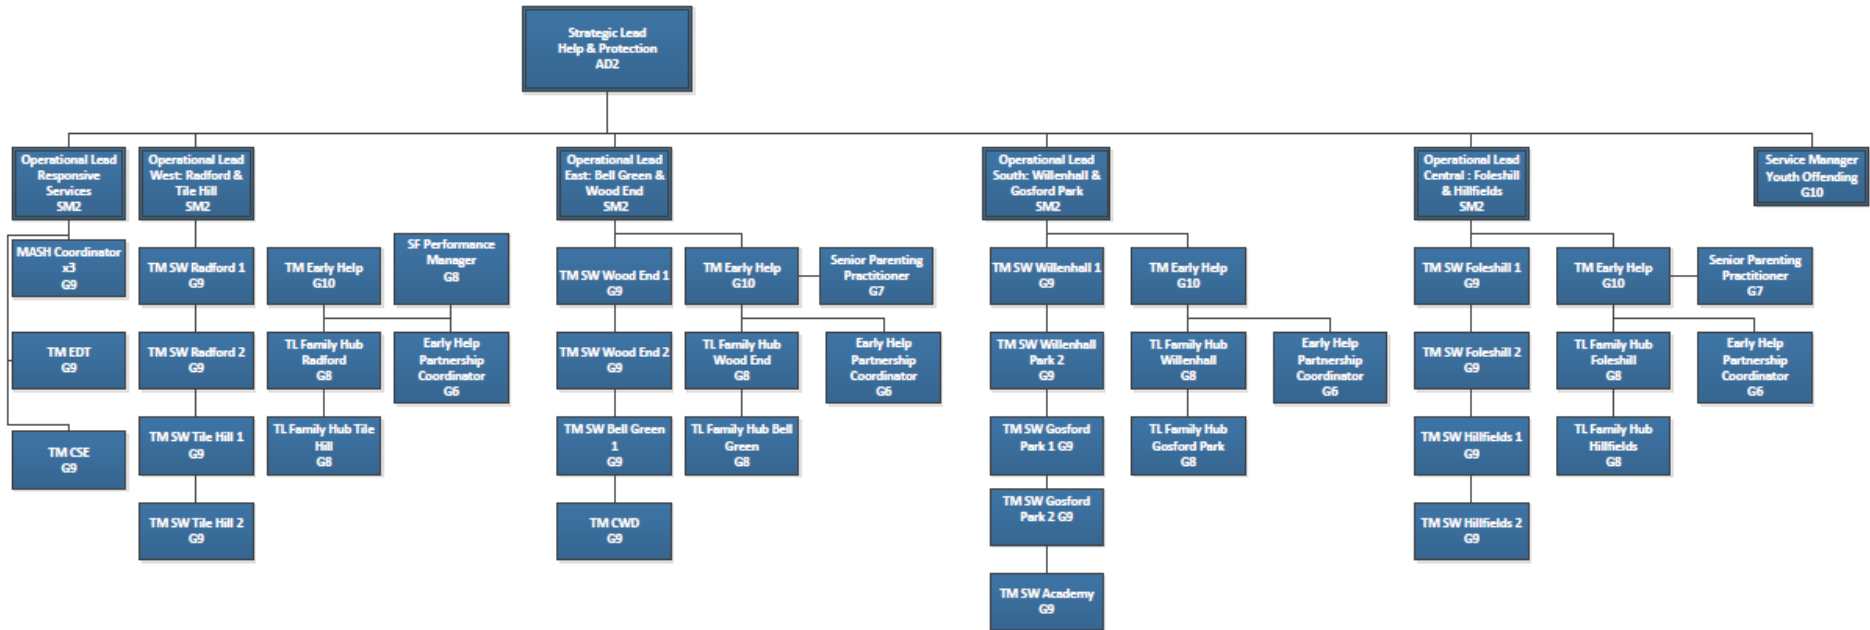 Strategic Lead
Help & Protection
AD2
Operational Lead
Responsive
Services
SM2
Operational Lead
West: Radford &
Tile Hill
SM2
Operational Lead
East: Bell Green &
Wood End
SM2
Operational Lead
South: Willenhall &
Gosford Park
SM2
Operational Lead
Central : Foleshill
& Hillfields
SM2
Service Manager
Youth Offending
G10
MASH Coordinator
x3
G9
TM EDT
G9
TM CSE
G9
TM SW Radford 1
G9
TM SW Radford 2
G9
TM SW Tile Hill 1
G9
TM SW Tile Hill 2
G9
TM Early Help
G10
TL Family Hub
Radford
G8
TL Family Hub Tile
Hill
G8
SF Performance
Manager
G8
Early Help
Partnership
Coordinator
G6
TM SW Wood End 1
G9
TM SW Wood End 2
G9
TM SW Bell Green
1
G9
TM CWD
G9
TM Early Help
G10
TL Family Hub
Wood End
G8
TL Family Hub Bell
Green
G8
Senior Parenting
Practitioner
G7
Early Help
Partnership
Coordinator
G6
TM SW Willenhall 1
G9
TM SW Willenhall
Park 2
G9
TM SW Gosford
Park 1 G9
TM SW Gosford
Park 2 G9
TM SW Academy
G9
TM Early Help
G10
TL Family Hub
Willenhall
G8
TL Family Hub
Gosford Park
G8
Early Help
Partnership
Coordinator
G6
TM SW Foleshill 1
G9
TM SW Foleshill 2
G9
TM SW Hillfields 1
G9
TM SW Hillfields 2
G9
TM Early Help
G10
TL Family Hub
Foleshill
G8
TL Family Hub
Hillfields
G8
Senior Parenting
Practitioner
G7
Early Help
Partnership
Coordinator
G6